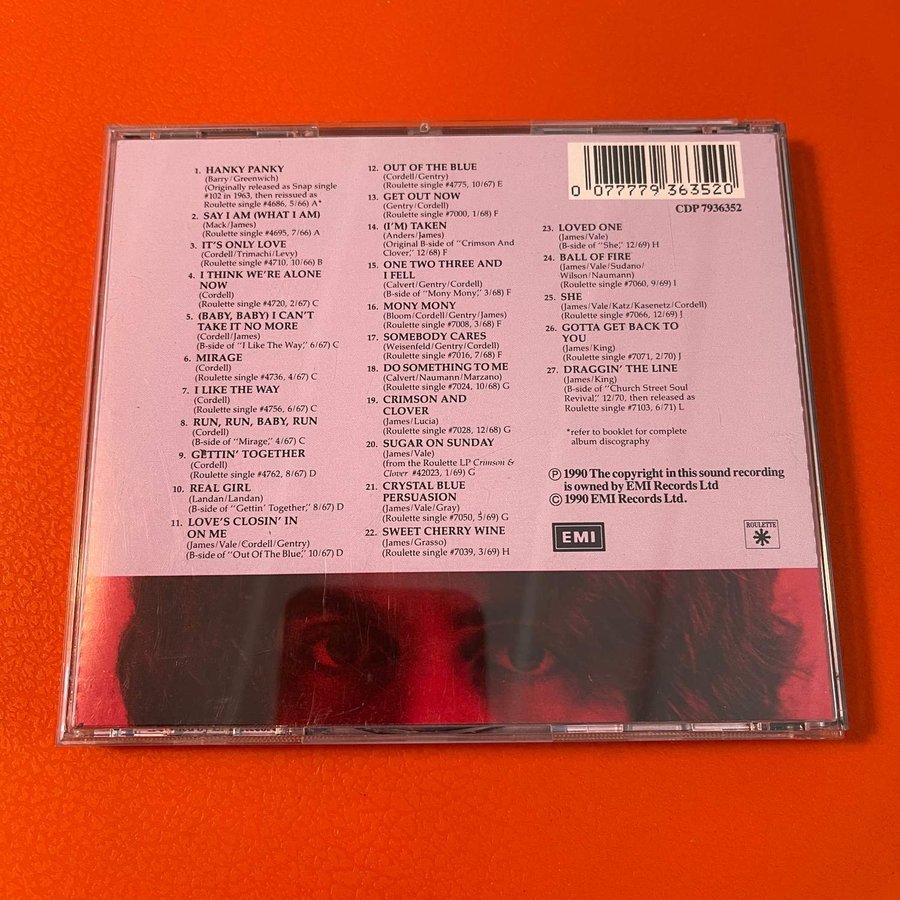 1. HANKY PANKY
(Barry/Greenwich)
(Originally released as Snap single
#102 in 1963, then reissued as
Roulette single #4686, 5/66) A*
2. SAY I AM (WHAT I AM)
(Mack/James)
(Roulette single #4695, 7/66) A
3. IT'S ONLY LOVE
(Cordell/Trimachi/Levy)
(Roulette single #4710, 10/66) B
4. I THINK WE'RE ALONE
NOW
(Cordell)
(Roulette single #4720, 2/67) C
5. (BABY, BABY) I CAN'T
TAKE IT NO MORE
(Cordell/James)
(B-side of "I Like The Way," 6/67) C
6. MIRAGE
(Cordell)
(Roulette single #4736, 4/67) C
7. I LIKE THE WAY
(Cordell)
(Roulette single #4756, 6/67) C
8. RUN, RUN, BABY, RUN
(Cordell)
(B-side of "Mirage," 4/67) C
9. GETTIN' TOGETHER
(Cordell)
(Roulette single #4762, 8/67) D
10. REAL GIRL
(Landan/Landan)
(B-side of "Gettin' Together," 8/67) D
11. LOVE'S CLOSIN' IN
ON ME
(James/Vale/Cordell/Gentry)
(B-side of "Out Of The Blue," 10/67) D
12. OUT OF THE BLUE
(Cordell/Gentry)
(Roulette single #4775, 10/67) E
13. GET OUT NOW
(Gentry/Cordell)
(Roulette single #7000, 1/68) F
14. (I'M) TAKEN
(Anders/James)
(Original B-side of "Crimson And
Clover," 12/68) F
15. ONE TWO THREE AND
I FELL
(Calvert/Gentry/Cordell)
(B-side of "Mony Mony," 3/68) F
16. MONY MONY
(Bloom/Cordell/Gentry/James)
(Roulette single #7008, 3/68) F
17. SOMEBODY CARES
(Weisenfeld/Gentry/Cordell)
(Roulette single #7016, 7/68) F
18. DO SOMETHING TO ME
(Calvert/Naumann/Marzano)
(Roulette single #7024, 10/68) G
19. CRIMSON AND
CLOVER
(James/Lucia)
(Roulette single #7028, 12/68) G
20. SUGAR ON SUNDAY
(James/Vale)
(from the Roulette LP Crimson &
Clover #42023, 1/69) G
21. CRYSTAL BLUE
PERSUASION
(James/Vale/Gray)
(Roulette single #7050, 5/69) G
22. SWEET CHERRY WINE
(James/Grasso)
(Roulette single #7039, 3/69) H
0 077779 363520
CDP 7936352
23. LOVED ONE
(James/Vale)
(B-side of "She," 12/69) H
24. BALL OF FIRE
(James/Vale/Sudano/
Wilson/Naumann)
(Roulette single #7060, 9/69) I
25. SHE
(James/Vale/Katz/Kasenetz/Cordell)
(Roulette single #7066, 12/69) J
26. GOTTA GET BACK TO
YOU
(James/King)
(Roulette single #7071, 2/70) J
27. DRAGGIN' THE LINE
(James/King)
(B-side of "Church Street Soul
Revival," 12/70, then released as
Roulette single #7103, 6/71) L
*refer to booklet for complete
album discography
Ⓟ 1990 The copyright in this sound recording
is owned by EMI Records Ltd
© 1990 EMI Records Ltd.
EMI
ROULETTE